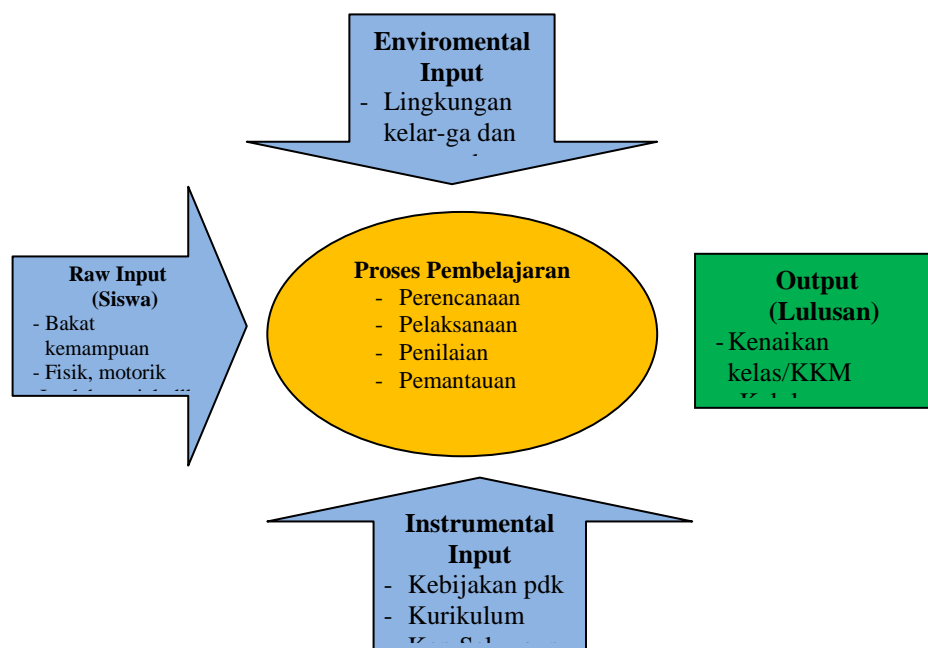 Enviromental
Input
- Lingkungan
kelar-ga dan
Raw Input
(Siswa)
- Bakat
kemampuan
- Fisik, motorik
Proses Pembelajaran
- Perencanaan
- Pelaksanaan
- Penilaian
- Pemantauan
Output
(Lulusan)
- Kenaikan
kelas/KKM
Instrumental
Input
- Kebijakan pdk
- Kurikulum